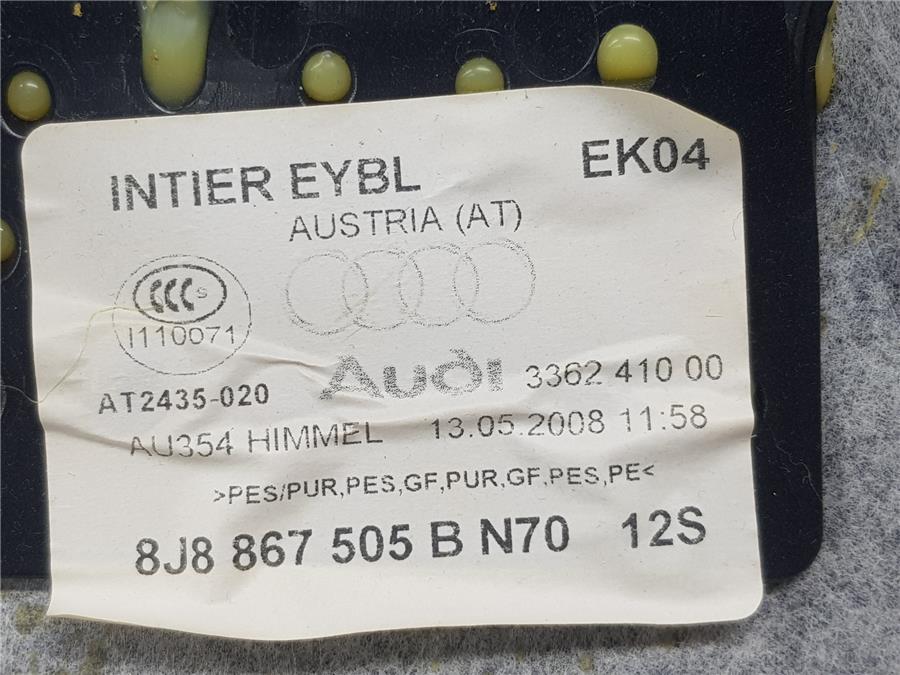 INTIER EYBL EK04
AUSTRIA (AT)
CCC S
I110071
Audi 3362 410 00
AT2435-020
AU354 HIMMEL 13.05.2008 11:58
>PES/PUR,PES,GF,PUR,GF,PES,PE<
8J8 867 505 B N70 12S